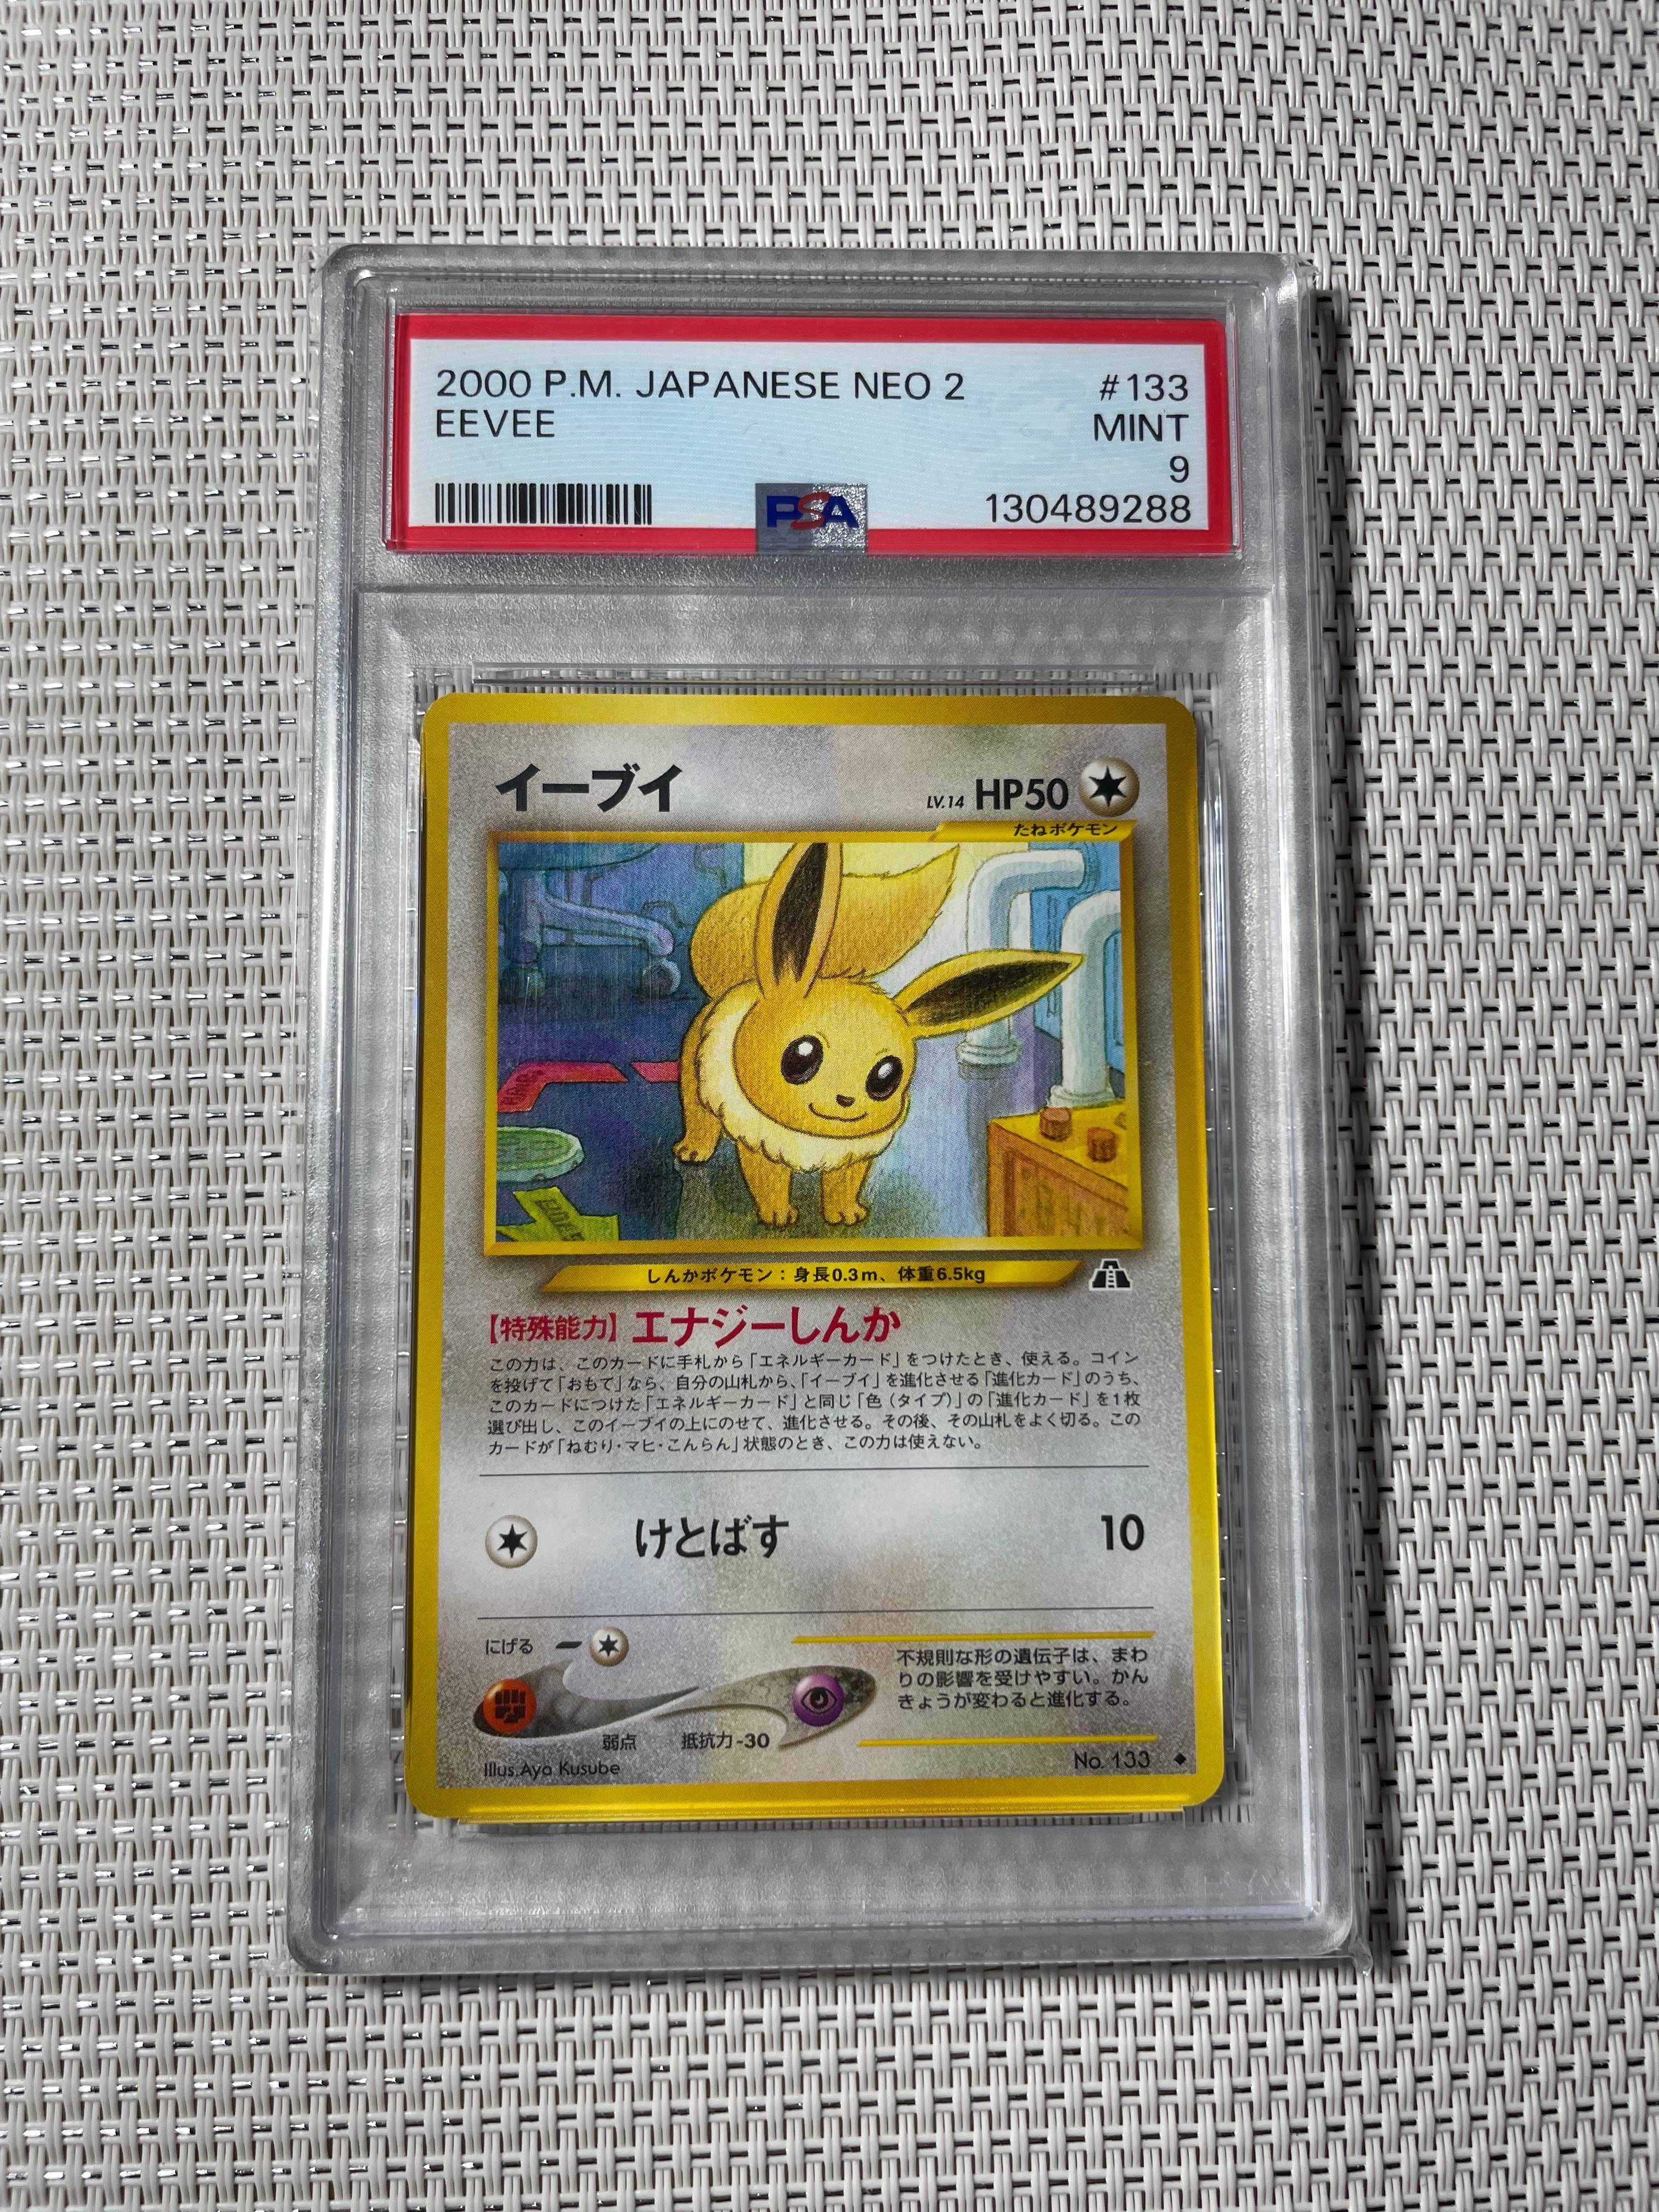 2000 P.M. JAPANESE NEO 2 #133
EEVEE MINT
9
PSA 130489288
イーブイ LV.14 HP50
たねポケモン
しんかポケモン：身長0.3m、体重6.5kg
【特殊能力】エナジーしんか
この力は、このカードに手札から「エネルギーカード」をつけたとき、使える。コイン
を投げて「おもて」なら、自分の山札から、「イーブイ」を進化させる「進化カード」のうち、
このカードにつけた「エネルギーカード」と同じ「色（タイプ）」の「進化カード」を1枚
選び出し、このイーブイの上にのせて、進化させる。その後、その山札をよく切る。この
カードが「ねむり・マヒ・こんらん」状態のとき、この力は使えない。
けとばす 10
にげる
弱点 抵抗力-30
不規則な形の遺伝子は、まわ
りの影響を受けやすい。かん
きょうが変わると進化する。
Illus.Aya Kusube No. 133